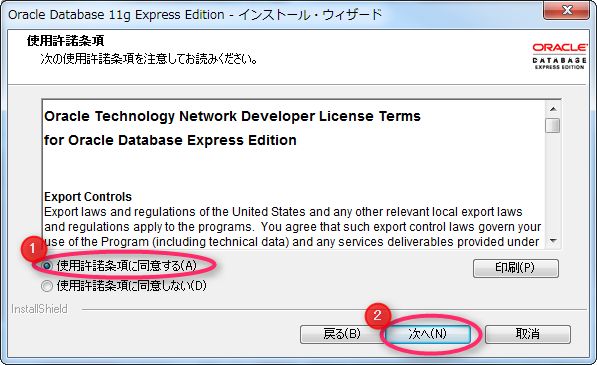 Oracle Database 11g Express Edition - インストール・ウィザード
使用許諾条項
次の使用許諾条項を注意してお読みください。
ORACLE
DATABASE
EXPRESS EDITION
Oracle Technology Network Developer License Terms
for Oracle Database Express Edition
Export Controls
Export laws and regulations of the United States and any other relevant local export laws
and regulations apply to the programs.  You agree that such export control laws govern your
use of the Program (including technical data) and any services deliverables provided under
1
使用許諾条項に同意する(A)
印刷(P)
使用許諾条項に同意しない(D)
InstallShield
2
戻る(B)
次へ(N)
取消